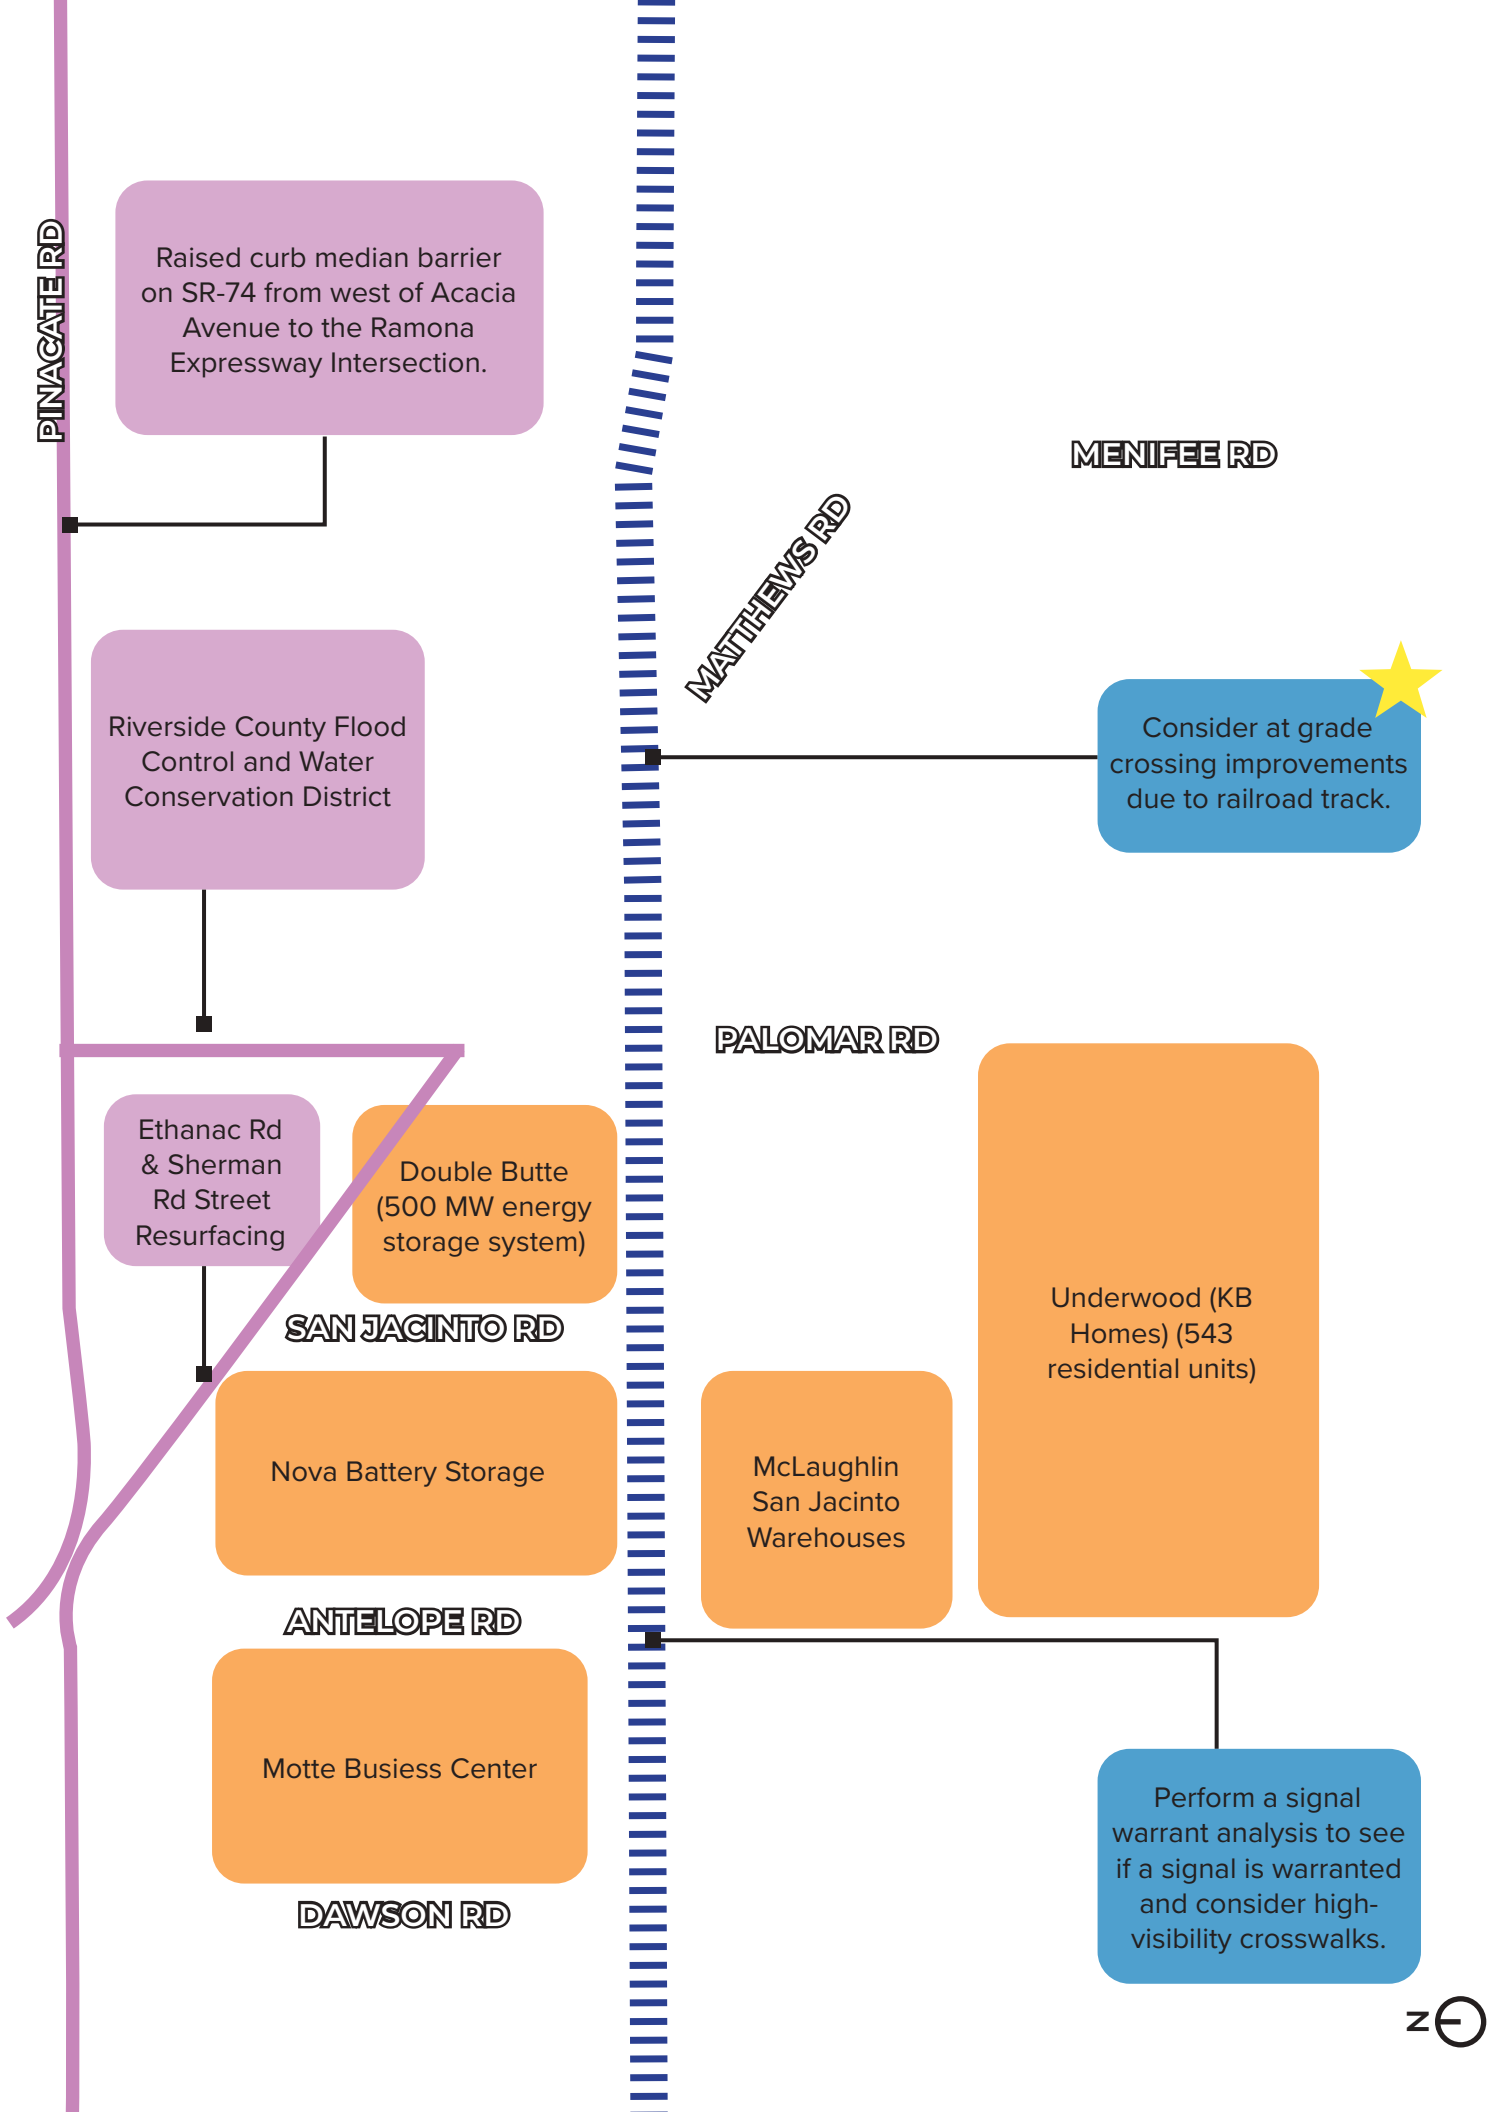 PINACATE RD
Raised curb median barrier
on SR-74 from west of Acacia
Avenue to the Ramona
Expressway Intersection.
MENIFEE RD
MATTHEWS RD
Riverside County Flood
Control and Water
Conservation District
Consider at grade
crossing improvements
due to railroad track.
PALOMAR RD
Ethanac Rd
& Sherman
Rd Street
Resurfacing
Double Butte
(500 MW energy
storage system)
SAN JACINTO RD
Underwood (KB
Homes) (543
residential units)
Nova Battery Storage
McLaughlin
San Jacinto
Warehouses
ANTELOPE RD
Motte Busiess Center
DAWSON RD
Perform a signal
warrant analysis to see
if a signal is warranted
and consider high-
visibility crosswalks.
N